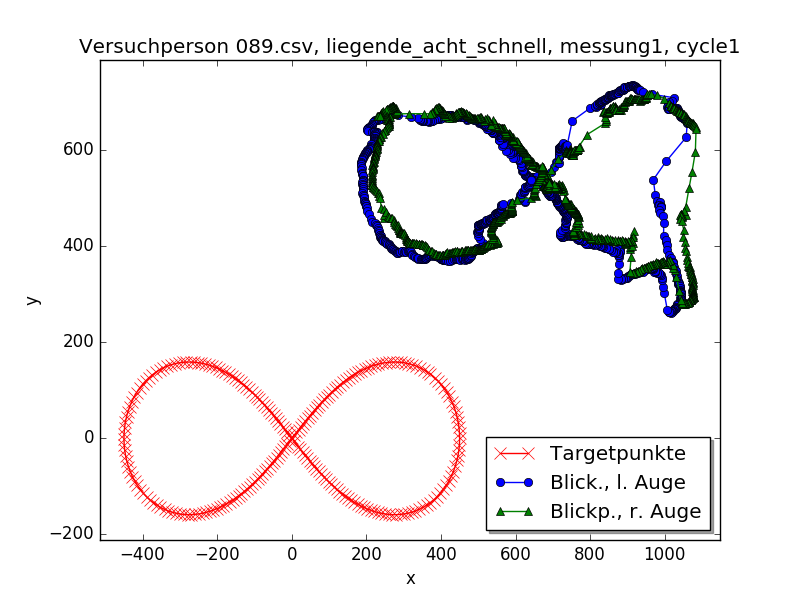 Versuchperson 089.csv, liegende_acht_schnell, messung1, cycle1
y
600
400
200
0
−200
−400
−200
0
200
400
600
800
1000
x
Targetpunkte
Blick., l. Auge
Blickp., r. Auge